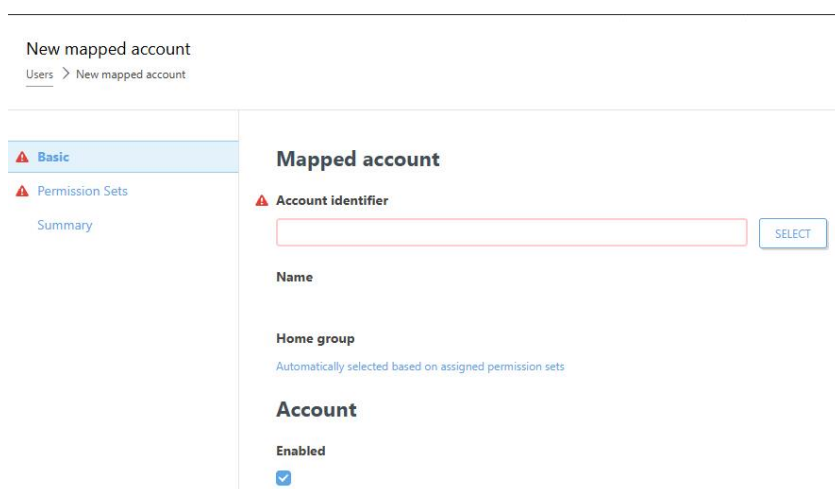 New mapped account
Users > New mapped account
Basic
Permission Sets
Summary
Mapped account
Account identifier
SELECT
Name
Home group
Automatically selected based on assigned permission sets
Account
Enabled